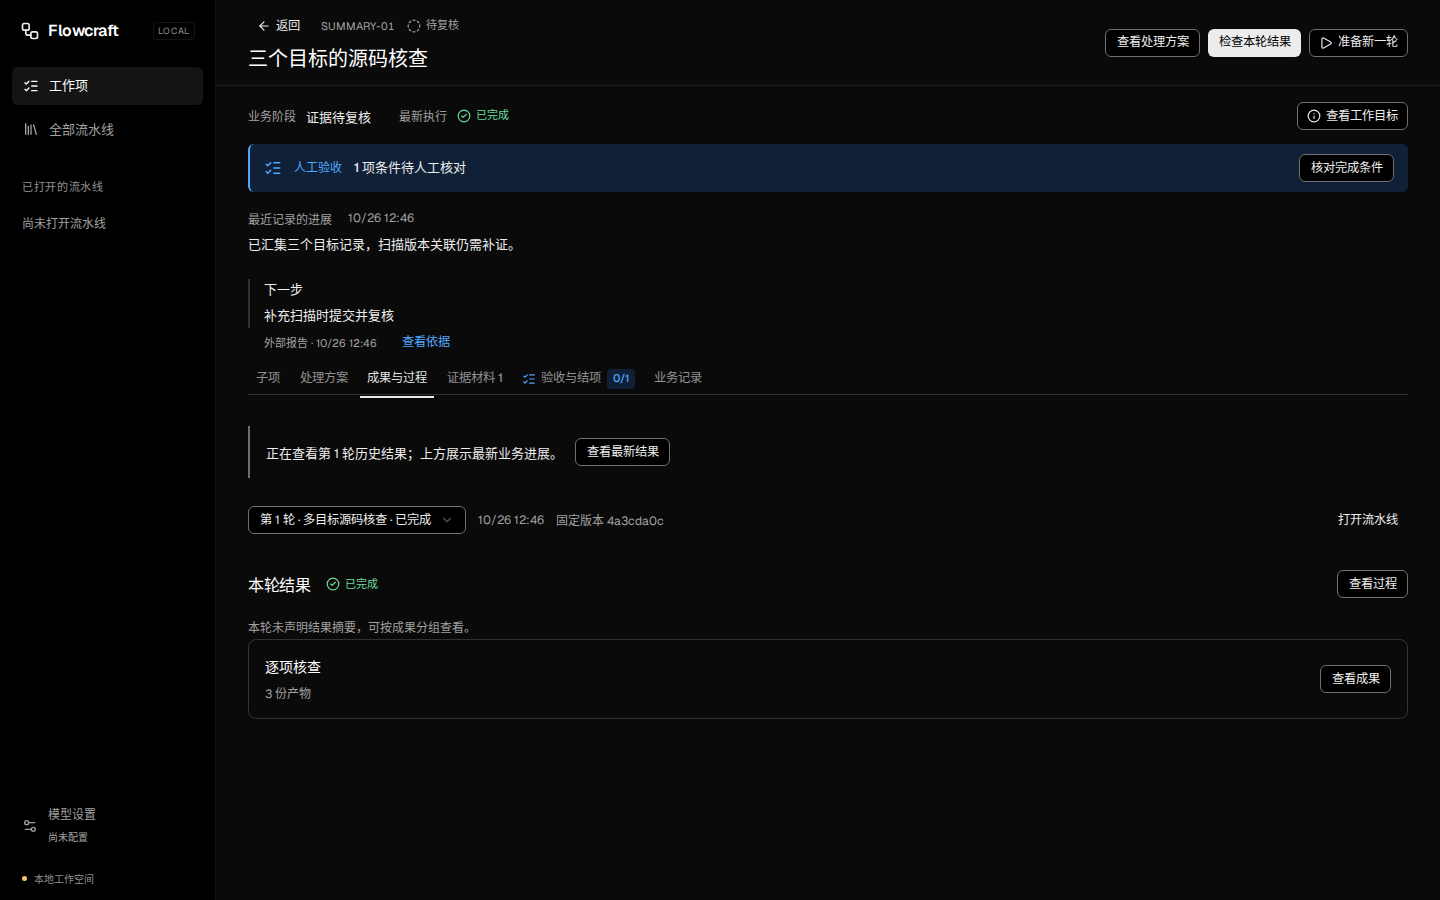 Flowcraft LOCAL
工作项
全部流水线
已打开的流水线
尚未打开流水线
模型设置
尚未配置
本地工作空间
返回 SUMMARY-01 待复核
三个目标的源码核查
查看处理方案 检查本轮结果 准备新一轮
业务阶段 证据待复核 最新执行 已完成 查看工作目标
人工验收 1 项条件待人工核对 核对完成条件
最近记录的进展 10/26 12:46
已汇集三个目标记录，扫描版本关联仍需补证。
下一步
补充扫描时提交并复核
外部报告 · 10/26 12:46 查看依据
子项 处理方案 成果与过程 证据材料 1 验收与结项 0/1 业务记录
正在查看第 1 轮历史结果；上方展示最新业务进展。 查看最新结果
第 1 轮 · 多目标源码核查 · 已完成 10/26 12:46 固定版本 4a3cda0c 打开流水线
本轮结果 已完成 查看过程
本轮未声明结果摘要，可按成果分组查看。
逐项核查
3 份产物 查看成果